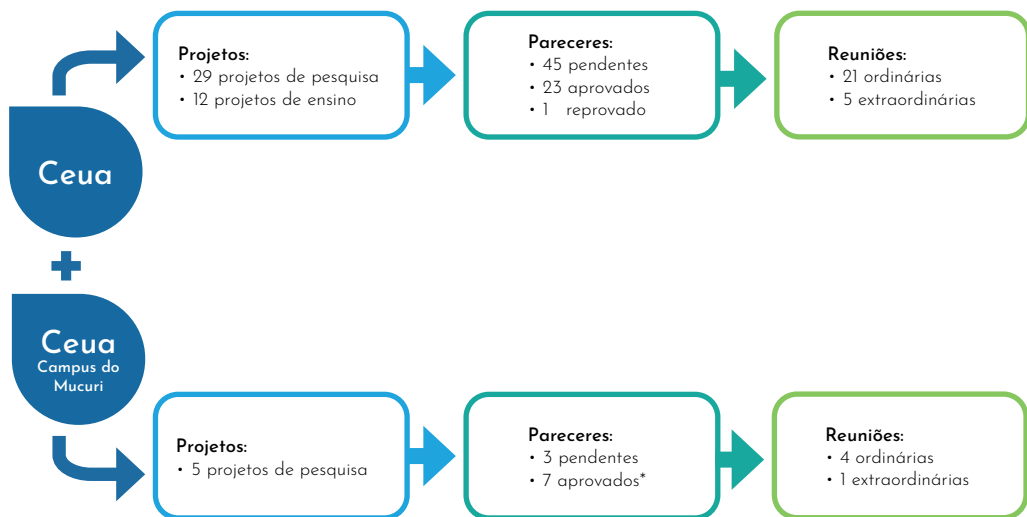 Ceua
Projetos:
• 29 projetos de pesquisa
• 12 projetos de ensino
Pareceres:
• 45 pendentes
• 23 aprovados
• 1 reprovado
Reuniões:
• 21 ordinárias
• 5 extraordinárias
+
Ceua
Campus do
Mucuri
Projetos:
• 5 projetos de pesquisa
Pareceres:
• 3 pendentes
• 7 aprovados*
Reuniões:
• 4 ordinárias
• 1 extraordinárias